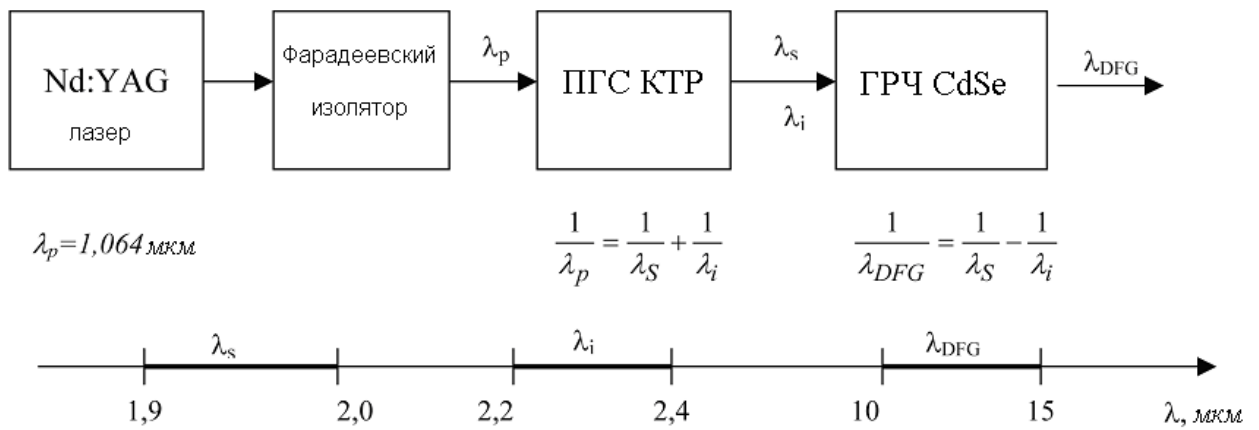 Nd:YAG
лазер
Фарадеевский
изолятор
λp
ПГС КТР
λs
λi
ГРЧ CdSe
λDFG
λp=1,064 мкм
1/λp = 1/λS + 1/λi
1/λDFG = 1/λS − 1/λi
λs
λi
λDFG
1,9 2,0 2,2 2,4 10 15 λ, мкм